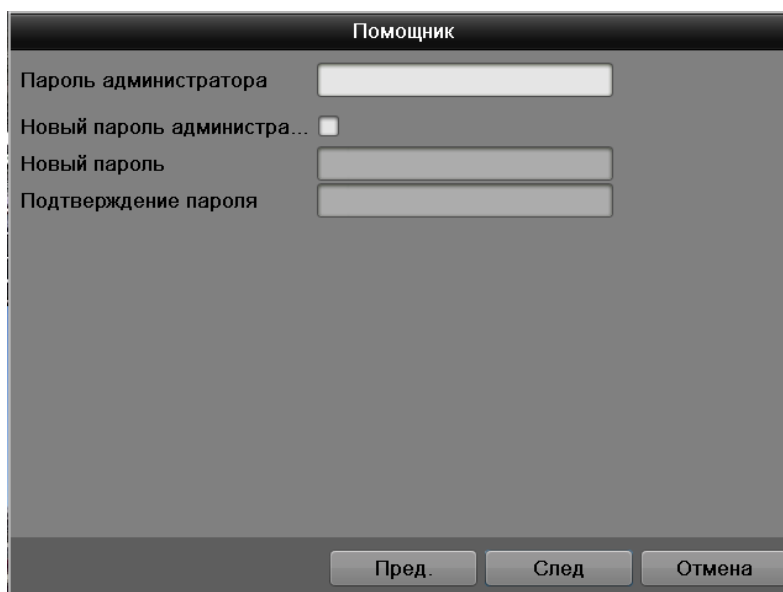 Помощник
Пароль администратора
Новый пароль администра...
Новый пароль
Подтверждение пароля
Пред. След Отмена